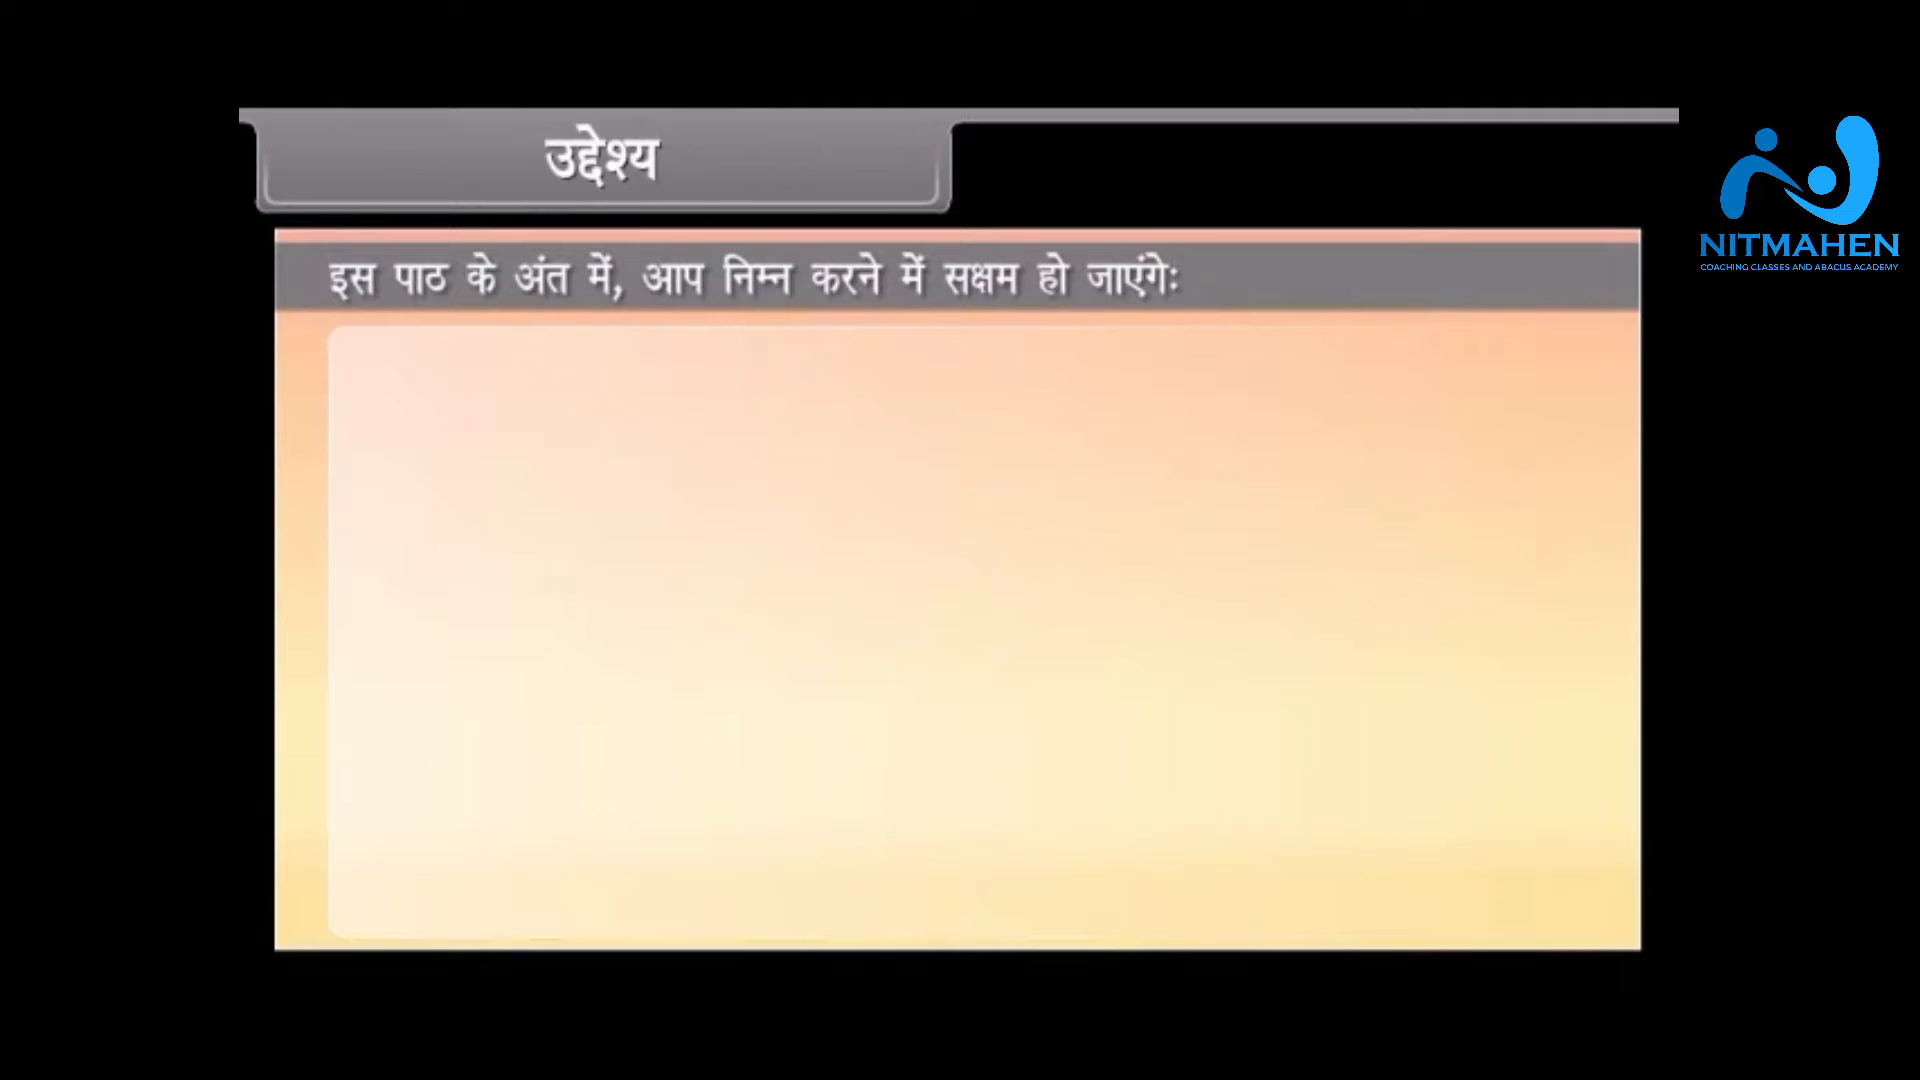 उद्देश्य
इस पाठ के अंत में, आप निम्न करने में सक्षम हो जाएंगेः
NITMAHEN
COACHING CLASSES AND ABACUS ACADEMY